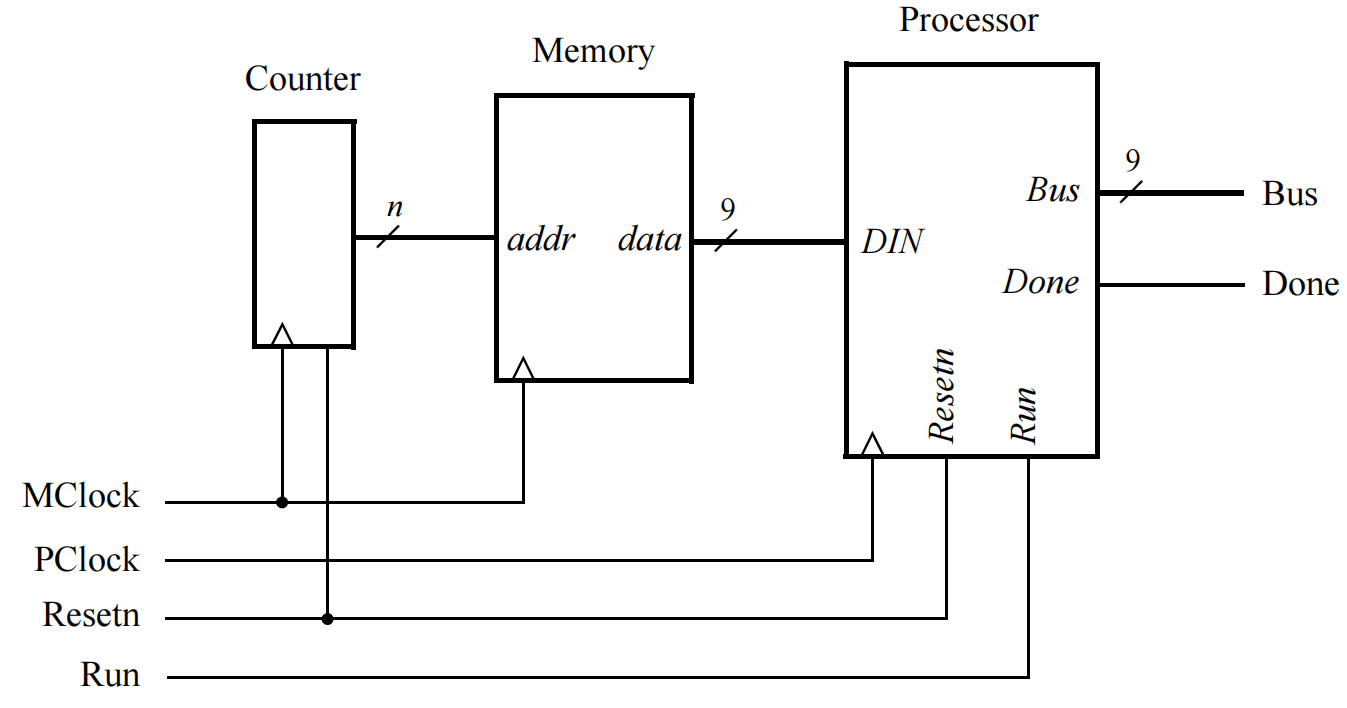 Processor
Memory
Counter
9
Bus
Bus
n
9
addr
data
DIN
Done
Done
Resetn
Run
MClock
PClock
Resetn
Run